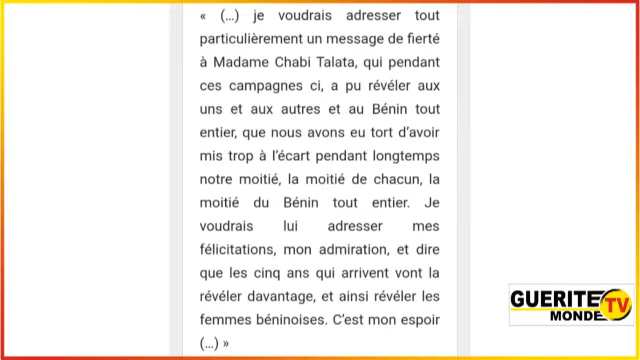 « (...) je voudrais adresser tout
particulièrement un message de fierté
à Madame Chabi Talata, qui pendant
ces campagnes ci, a pu révéler aux
uns et aux autres et au Bénin tout
entier, que nous avons eu tort d'avoir
mis trop à l'écart pendant longtemps
notre moitié, la moitié de chacun, la
moitié du Bénin tout entier. Je
voudrais lui adresser mes
félicitations, mon admiration, et dire
que les cinq ans qui arrivent vont la
révéler davantage, et ainsi révéler les
femmes béninoises. C'est mon espoir
(...) »
GUERITE TV
MONDE